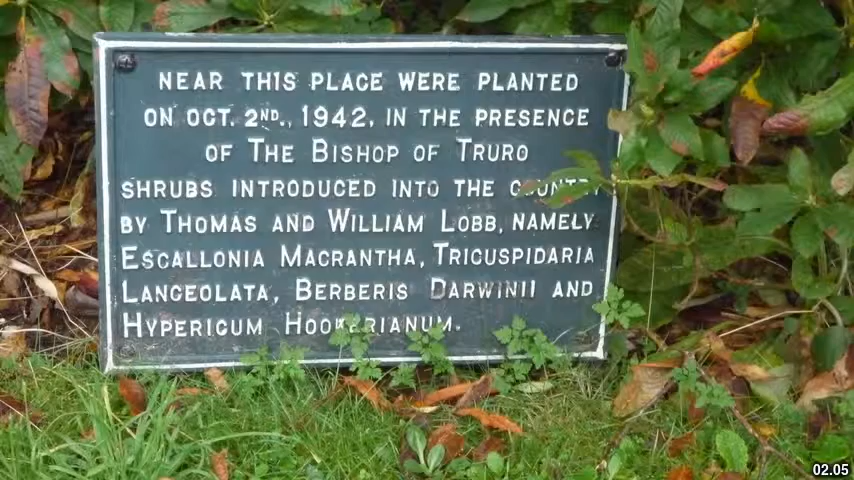 NEAR THIS PLACE WERE PLANTED
ON OCT. 2ND., 1942, IN THE PRESENCE
OF THE BISHOP OF TRURO
SHRUBS INTRODUCED INTO THE COUNTRY
BY THOMAS AND WILLIAM LOBB, NAMELY
ESCALLONIA MACRANTHA, TRICUSPIDARIA
LANCEOLATA, BERBERIS DARWINII AND
HYPERICUM HOOKERIANUM.
02.05